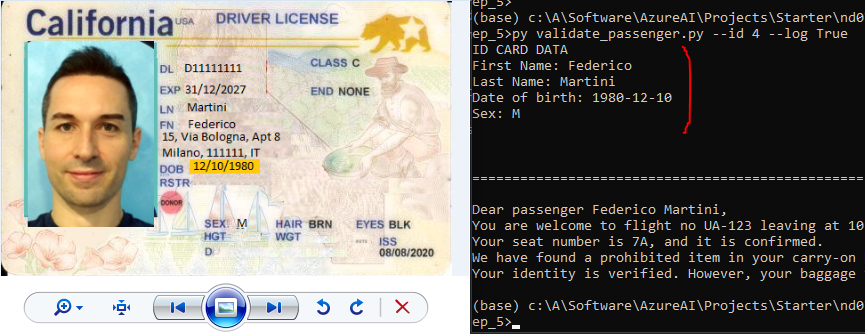 California USA DRIVER LICENSE
DL D11111111 CLASS C
EXP 31/12/2027 END NONE
LN Martini
FN Federico
15, Via Bologna, Apt 8
Milano, 111111, IT
DOB 12/10/1980
RSTR
DONOR
SEX: M HAIR BRN EYES BLK
HGT WGT ISS
D: 08/08/2020
ep_5>
(base) c:\A\Software\AzureAI\Projects\Starter\nd0
ep_5>py validate_passenger.py --id 4 --log True
ID CARD DATA
First Name: Federico
Last Name: Martini
Date of birth: 1980-12-10
Sex: M
====================================================
Dear passenger Federico Martini,
You are welcome to flight no UA-123 leaving at 10
Your seat number is 7A, and it is confirmed.
We have found a prohibited item in your carry-on
Your identity is verified. However, your baggage
(base) c:\A\Software\AzureAI\Projects\Starter\nd0
ep_5>